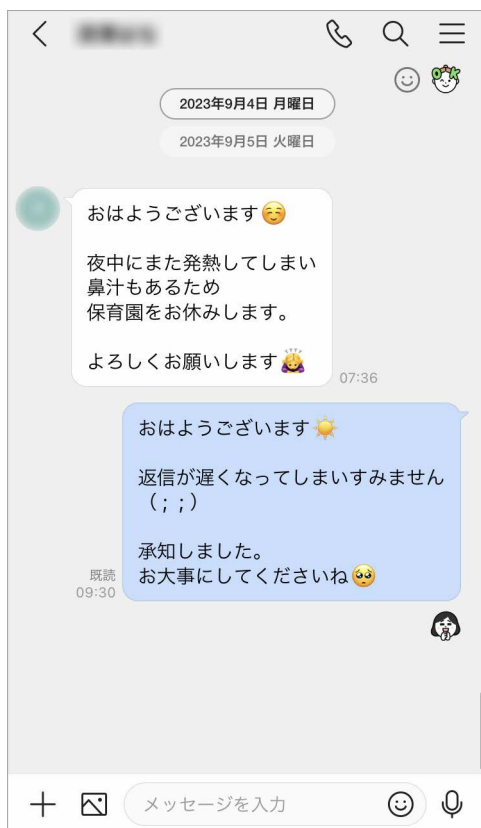 2023年9月4日 月曜日
2023年9月5日 火曜日
おはようございます☺️
夜中にまた発熱してしまい
鼻汁もあるため
保育園をお休みします。
よろしくお願いします🙇‍♀️
07:36
おはようございます☀️
返信が遅くなってしまいすみません
（；；）
承知しました。
お大事にしてくださいね🥺
既読
09:30
メッセージを入力